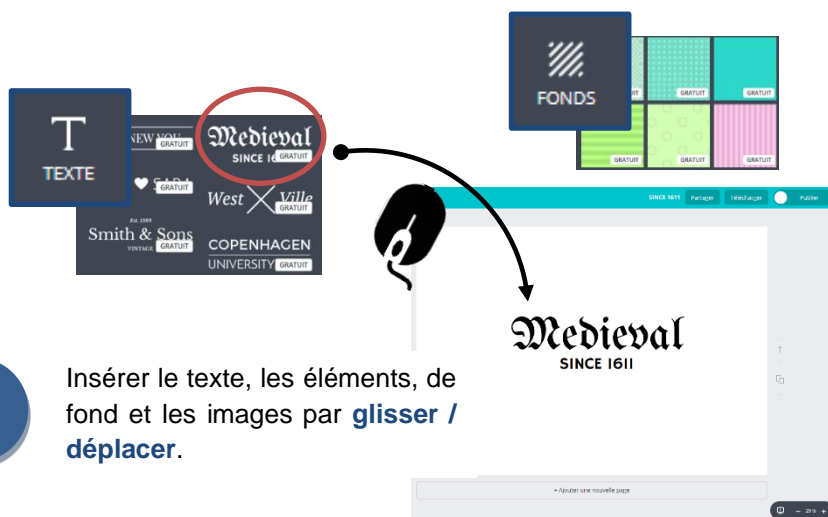 FONDS
GRATUIT GRATUIT
GRATUIT GRATUIT GRATUIT
TEXTE
NEW YOU
GRATUIT
Medieval
SINCE
GRATUIT
SARA
GRATUIT
West Ville
GRATUIT
Est. 1989
Smith & Sons
VINTAGE
GRATUIT
COPENHAGEN
UNIVERSITY
GRATUIT
SINCE 1611 Partager Télécharger Publier
Medieval
SINCE 1611
1
Insérer le texte, les éléments, de
fond et les images par glisser /
déplacer.
+ Ajouter une nouvelle page